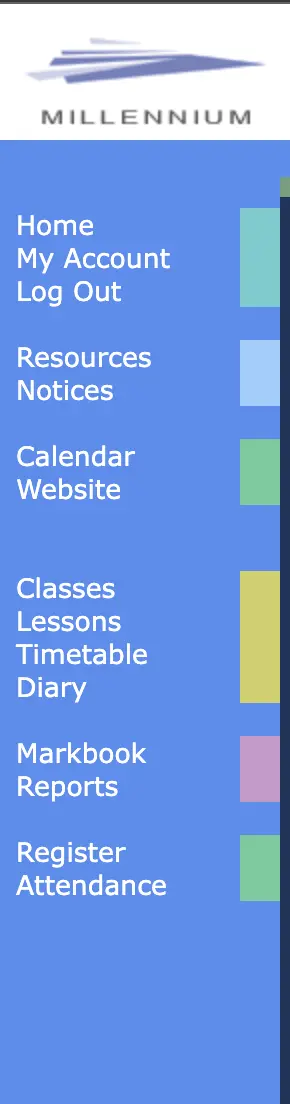 MILLENNIUM
Home
My Account
Log Out
Resources
Notices
Calendar
Website
Classes
Lessons
Timetable
Diary
Markbook
Reports
Register
Attendance